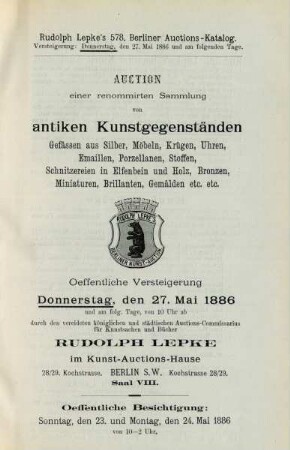 Rudolph Lepke's 578. Berliner Auctions-Katalog.
Versteigerung: Donnerstag, den 27. Mai 1886 und am folgenden Tage.
AUCTION
einer renommirten Sammlung
von
antiken Kunstgegenständen
Gefässen aus Silber, Möbeln, Krügen, Uhren,
Emaillen, Porzellanen, Stoffen,
Schnitzereien in Elfenbein und Holz, Bronzen,
Miniaturen, Brillanten, Gemälden etc. etc.
RUDOLPH LEPKE'S
BERLINER KUNST-AUCTION
Oeffentliche Versteigerung
Donnerstag, den 27. Mai 1886
und am folg. Tage, von 10 Uhr ab
durch den vereideten königlichen und städtischen Auctions-Commissarius
für Kunstsachen und Bücher
RUDOLPH LEPKE
im Kunst-Auctions-Hause
28/29. Kochstrasse. BERLIN S.W. Kochstrasse 28/29.
Saal VIII.
Oeffentliche Besichtigung:
Sonntag, den 23. und Montag, den 24. Mai 1886
von 10–2 Uhr,